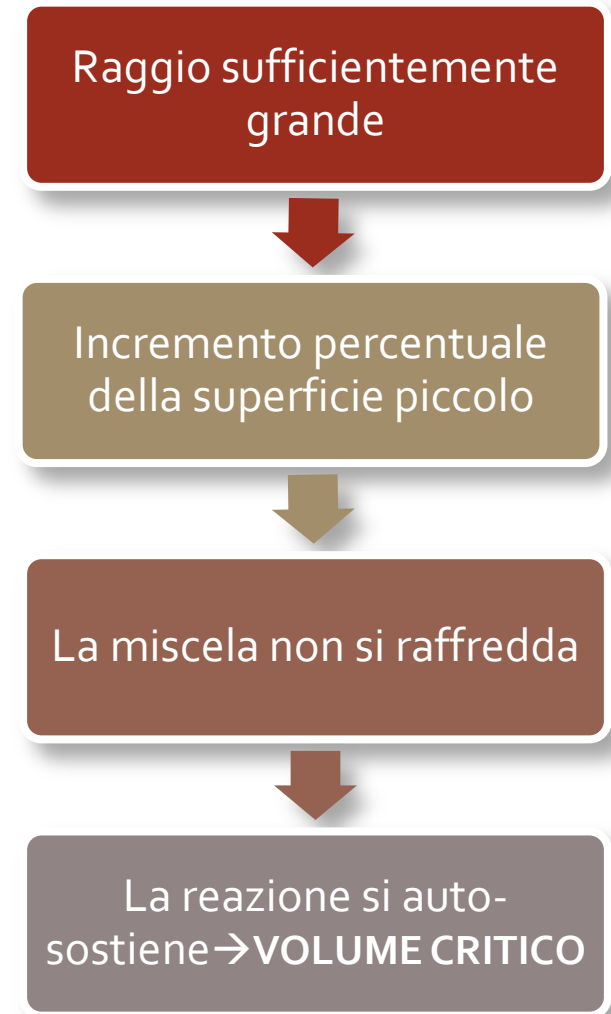 Raggio sufficientemente
grande
Incremento percentuale
della superficie piccolo
La miscela non si raffredda
La reazione si auto-
sostiene→VOLUME CRITICO